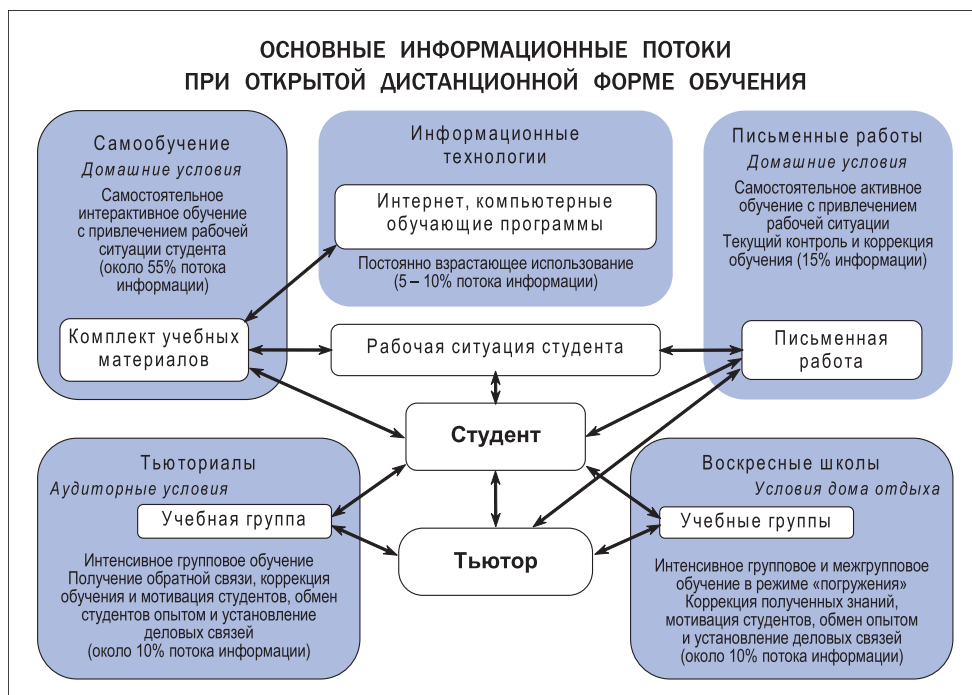 ОСНОВНЫЕ ИНФОРМАЦИОННЫЕ ПОТОКИ
ПРИ ОТКРЫТОЙ ДИСТАНЦИОННОЙ ФОРМЕ ОБУЧЕНИЯ
Самообучение
Домашние условия
Самостоятельное
интерактивное обучение
с привлечением рабочей
ситуации студента
(около 55% потока
информации)
Комплект учебных
материалов
Информационные
технологии
Интернет, компьютерные
обучающие программы
Постоянно взрастающее использование
(5 – 10% потока информации)
Письменные работы
Домашние условия
Самостоятельное активное
обучение с привлечением
рабочей ситуации
Текущий контроль и коррекция
обучения (15% информации)
Письменная
работа
Рабочая ситуация студента
Студент
Тьютор
Тьюториалы
Аудиторные условия
Учебная группа
Интенсивное групповое обучение
Получение обратной связи, коррекция
обучения и мотивация студентов, обмен
студентов опытом и установление
деловых связей
(около 10% потока информации)
Воскресные школы
Условия дома отдыха
Учебные группы
Интенсивное групповое и межгрупповое
обучение в режиме «погружения»
Коррекция полученных знаний,
мотивация студентов, обмен опытом
и установление деловых связей
(около 10% потока информации)